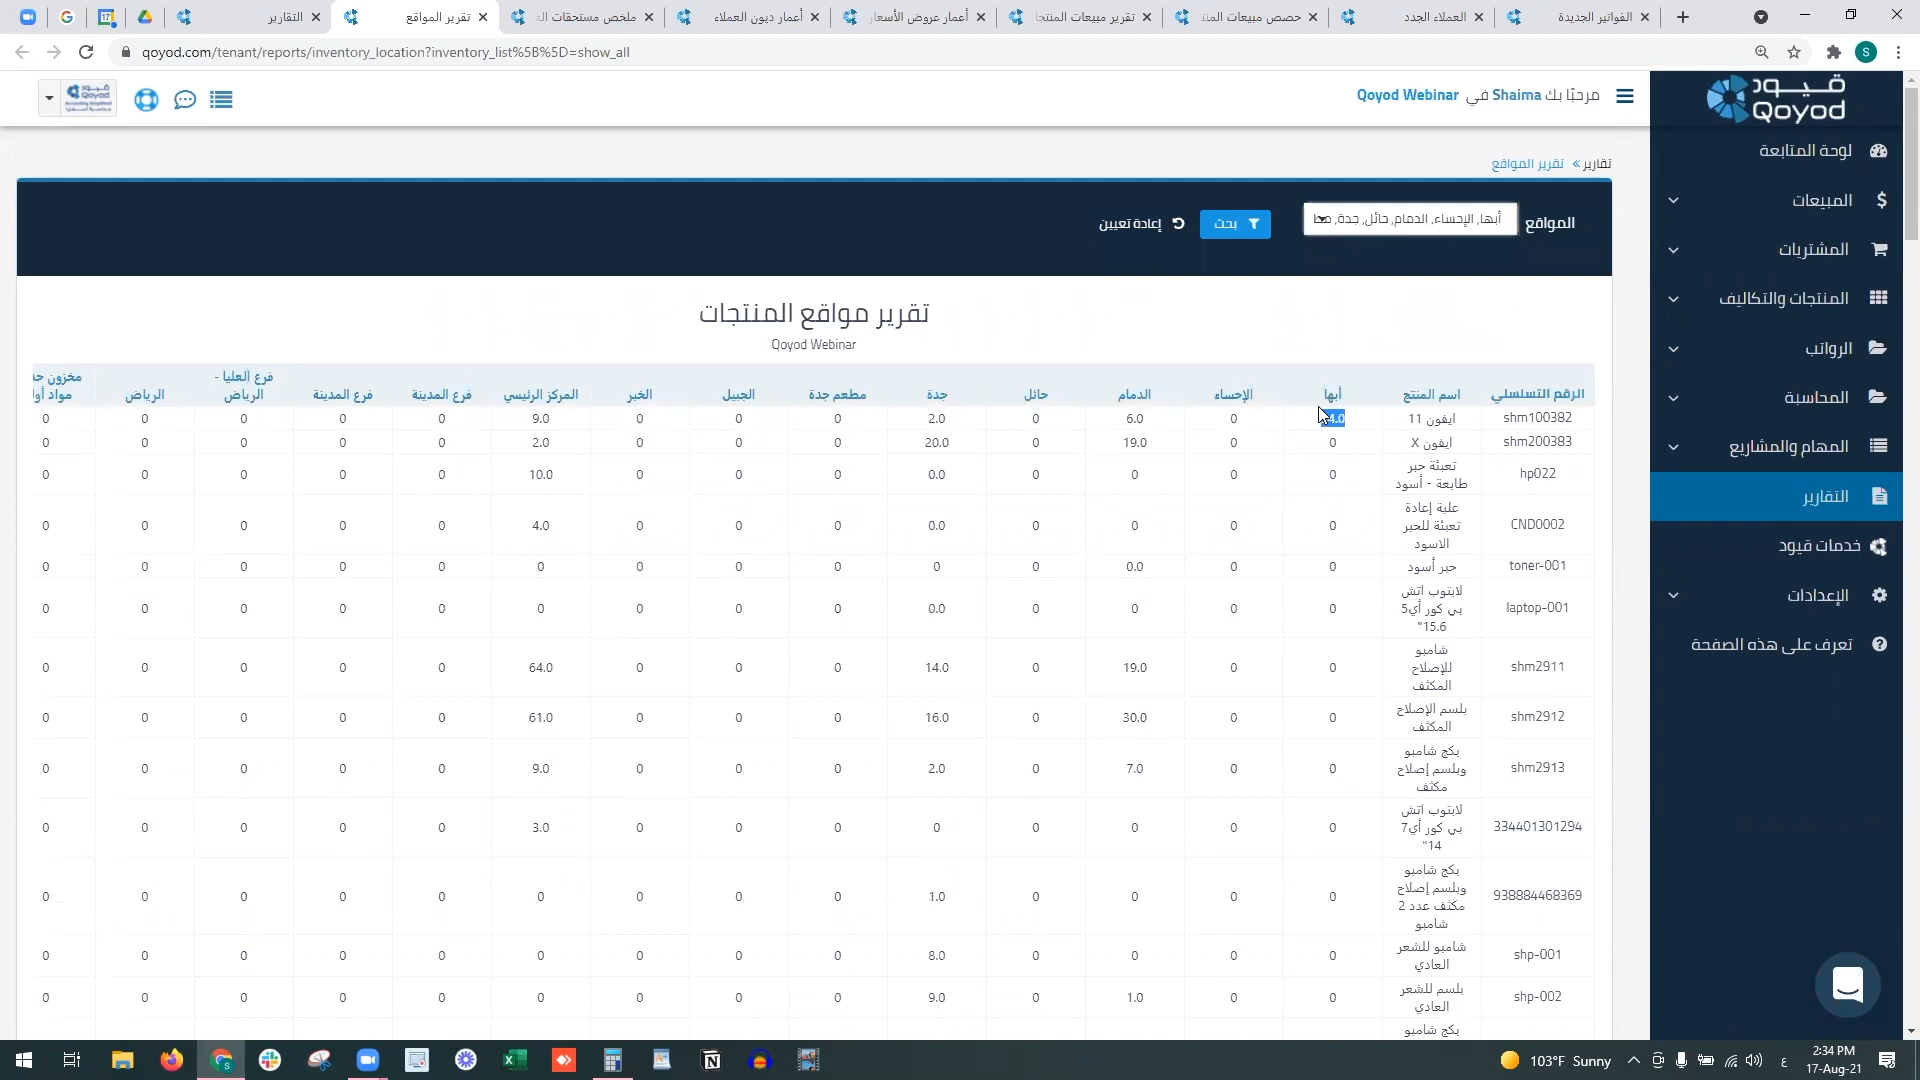 التقارير
تقرير المواقع
ملخص مستحقات
أعمار ديون العملاء
أعمار عروض الأسعار
تقرير مبيعات المنتجا
حصص مبيعات المنت
العملاء الجدد
الفواتير الجديدة
qoyod.com/tenant/reports/inventory_location?inventory_list%5B%5D=show_all
S
قيود
Qoyod
مرحبًا بك Shaima في Qoyod Webinar
قيود
Qoyod
لوحة المتابعة
المبيعات
المشتريات
المنتجات والتكاليف
الرواتب
المحاسبة
المهام والمشاريع
التقارير
خدمات قيود
الإعدادات
تعرف على هذه الصفحة
تقارير » تقرير المواقع
المواقع
أبها, الإحساء, الدمام, حائل, جدة,
بحث
إعادة تعيين
تقرير مواقع المنتجات
Qoyod Webinar
الرقم التسلسلي اسم المنتج أبها الإحساء الدمام حائل جدة مطعم جدة الجبيل الخبر المركز الرئيسي فرع المدينة فرع المدينة فرع العليا - الرياض الرياض مخزون مواد
shm100382 ايفون 11 4.0 0 6.0 0 2.0 0 0 0 9.0 0 0 0 0 0
shm200383 ايفون X 0 0 19.0 0 20.0 0 0 0 2.0 0 0 0 0 0
hp022 تعبئة حبر طابعة - أسود 0 0 0 0 0.0 0 0 0 10.0 0 0 0 0 0
CND0002 علبة إعادة تعبئة للحبر الاسود 0 0 0 0 0.0 0 0 0 4.0 0 0 0 0 0
toner-001 حبر أسود 0 0 0.0 0 0 0 0 0 0 0 0 0 0 0
laptop-001 لابتوب اتش بي كور أي5 15.6" 0 0 0 0 0.0 0 0 0 0 0 0 0 0 0
shm2911 شامبو للإصلاح المكثف 0 0 19.0 0 14.0 0 0 0 64.0 0 0 0 0 0
shm2912 بلسم الإصلاح المكثف 0 0 30.0 0 16.0 0 0 0 61.0 0 0 0 0 0
shm2913 بكج شامبو وبلسم إصلاح مكثف 0 0 7.0 0 2.0 0 0 0 9.0 0 0 0 0 0
334401301294 لابتوب اتش بي كور أي7 14" 0 0 0 0 0 0 0 0 3.0 0 0 0 0 0
938884468369 بكج شامبو وبلسم إصلاح مكثف عدد 2 شامبو 0 0 0 0 1.0 0 0 0 0 0 0 0 0 0
shp-001 شامبو للشعر العادي 0 0 0 0 8.0 0 0 0 0 0 0 0 0 0
shp-002 بلسم للشعر العادي 0 0 1.0 0 9.0 0 0 0 0 0 0 0 0 0
بكج شامبو
103°F Sunny
ع
2:34 PM
17-Aug-21